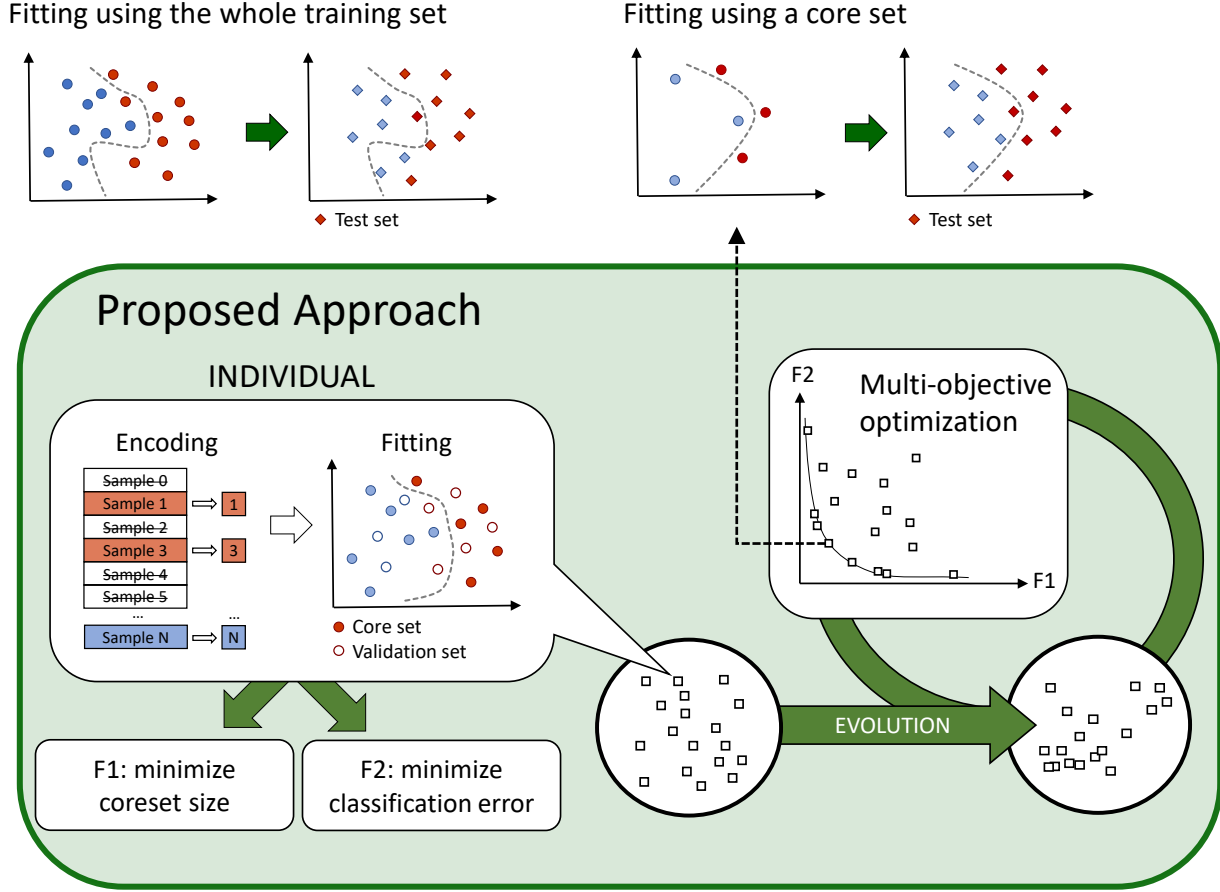 Fitting using the whole training set
Fitting using a core set
Test set
Test set
Proposed Approach
INDIVIDUAL
Encoding
Fitting
Sample 0
Sample 1
1
Sample 2
Sample 3
3
Sample 4
Sample 5
...
...
Sample N
N
Core set
Validation set
F1: minimize
coreset size
F2: minimize
classification error
F2
Multi-objective
optimization
F1
EVOLUTION